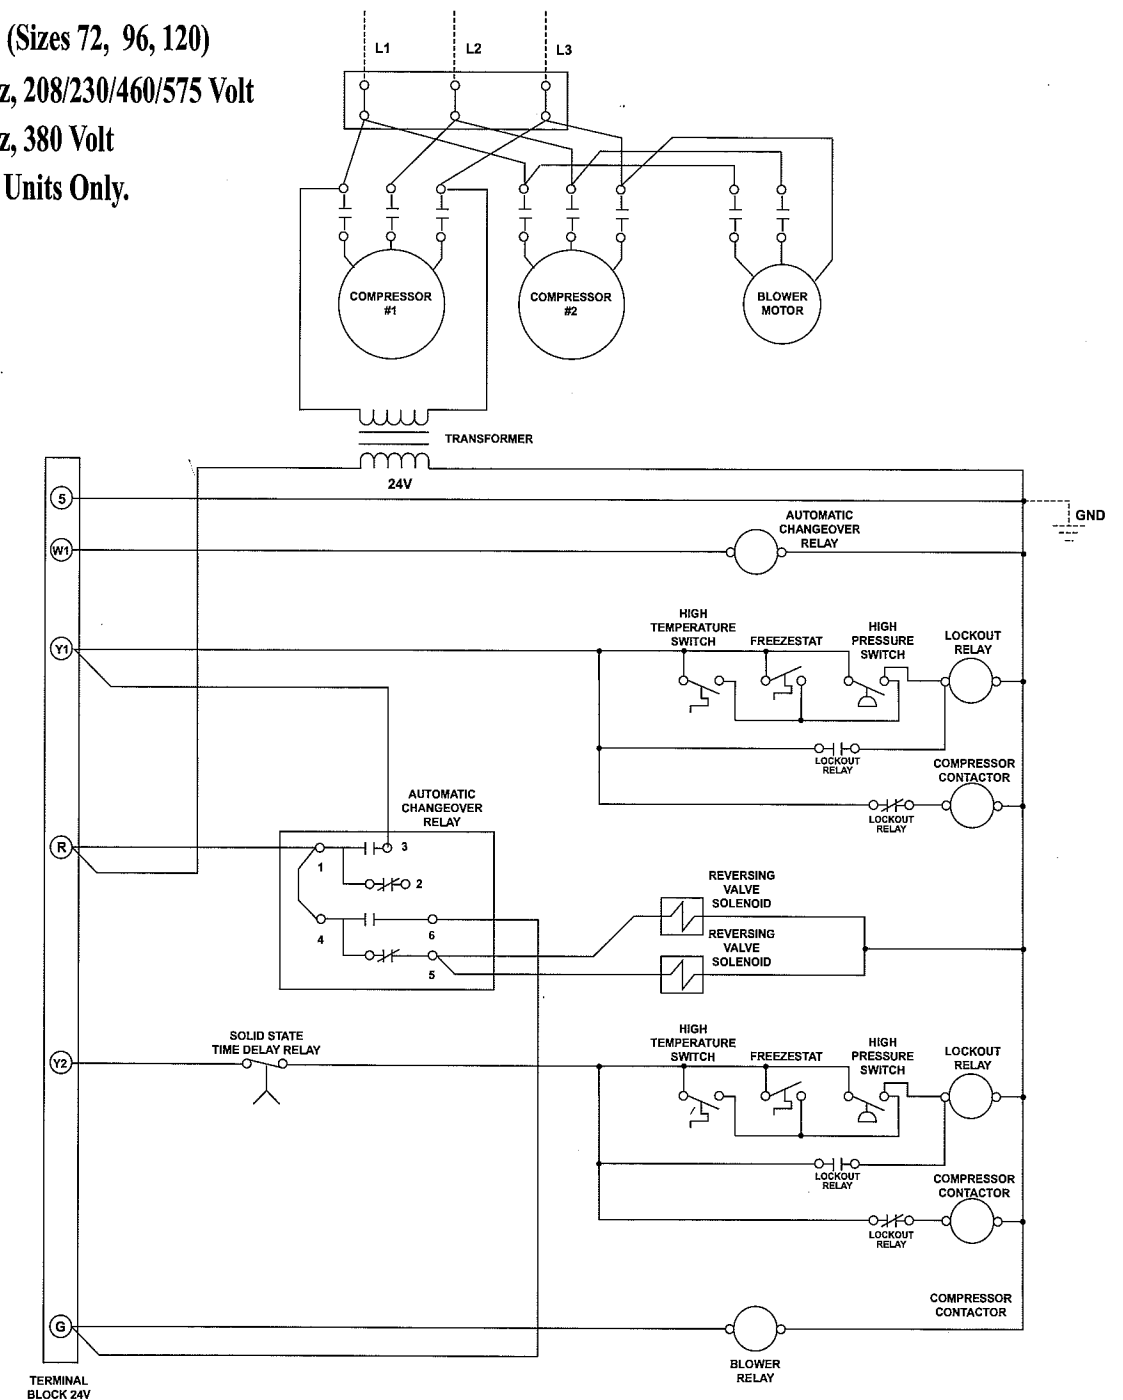 (Sizes 72, 96, 120)
z, 208/230/460/575 Volt
z, 380 Volt
Units Only.
L1
L2
L3
COMPRESSOR
#1
COMPRESSOR
#2
BLOWER
MOTOR
TRANSFORMER
24V
5
GND
AUTOMATIC
CHANGEOVER
RELAY
W1
HIGH
TEMPERATURE
SWITCH
FREEZESTAT
HIGH
PRESSURE
SWITCH
LOCKOUT
RELAY
Y1
LOCKOUT
RELAY
COMPRESSOR
CONTACTOR
LOCKOUT
RELAY
AUTOMATIC
CHANGEOVER
RELAY
R
3
1
2
6
4
5
REVERSING
VALVE
SOLENOID
REVERSING
VALVE
SOLENOID
SOLID STATE
TIME DELAY RELAY
Y2
HIGH
TEMPERATURE
SWITCH
FREEZESTAT
HIGH
PRESSURE
SWITCH
LOCKOUT
RELAY
LOCKOUT
RELAY
COMPRESSOR
CONTACTOR
LOCKOUT
RELAY
COMPRESSOR
CONTACTOR
G
BLOWER
RELAY
TERMINAL
BLOCK 24V